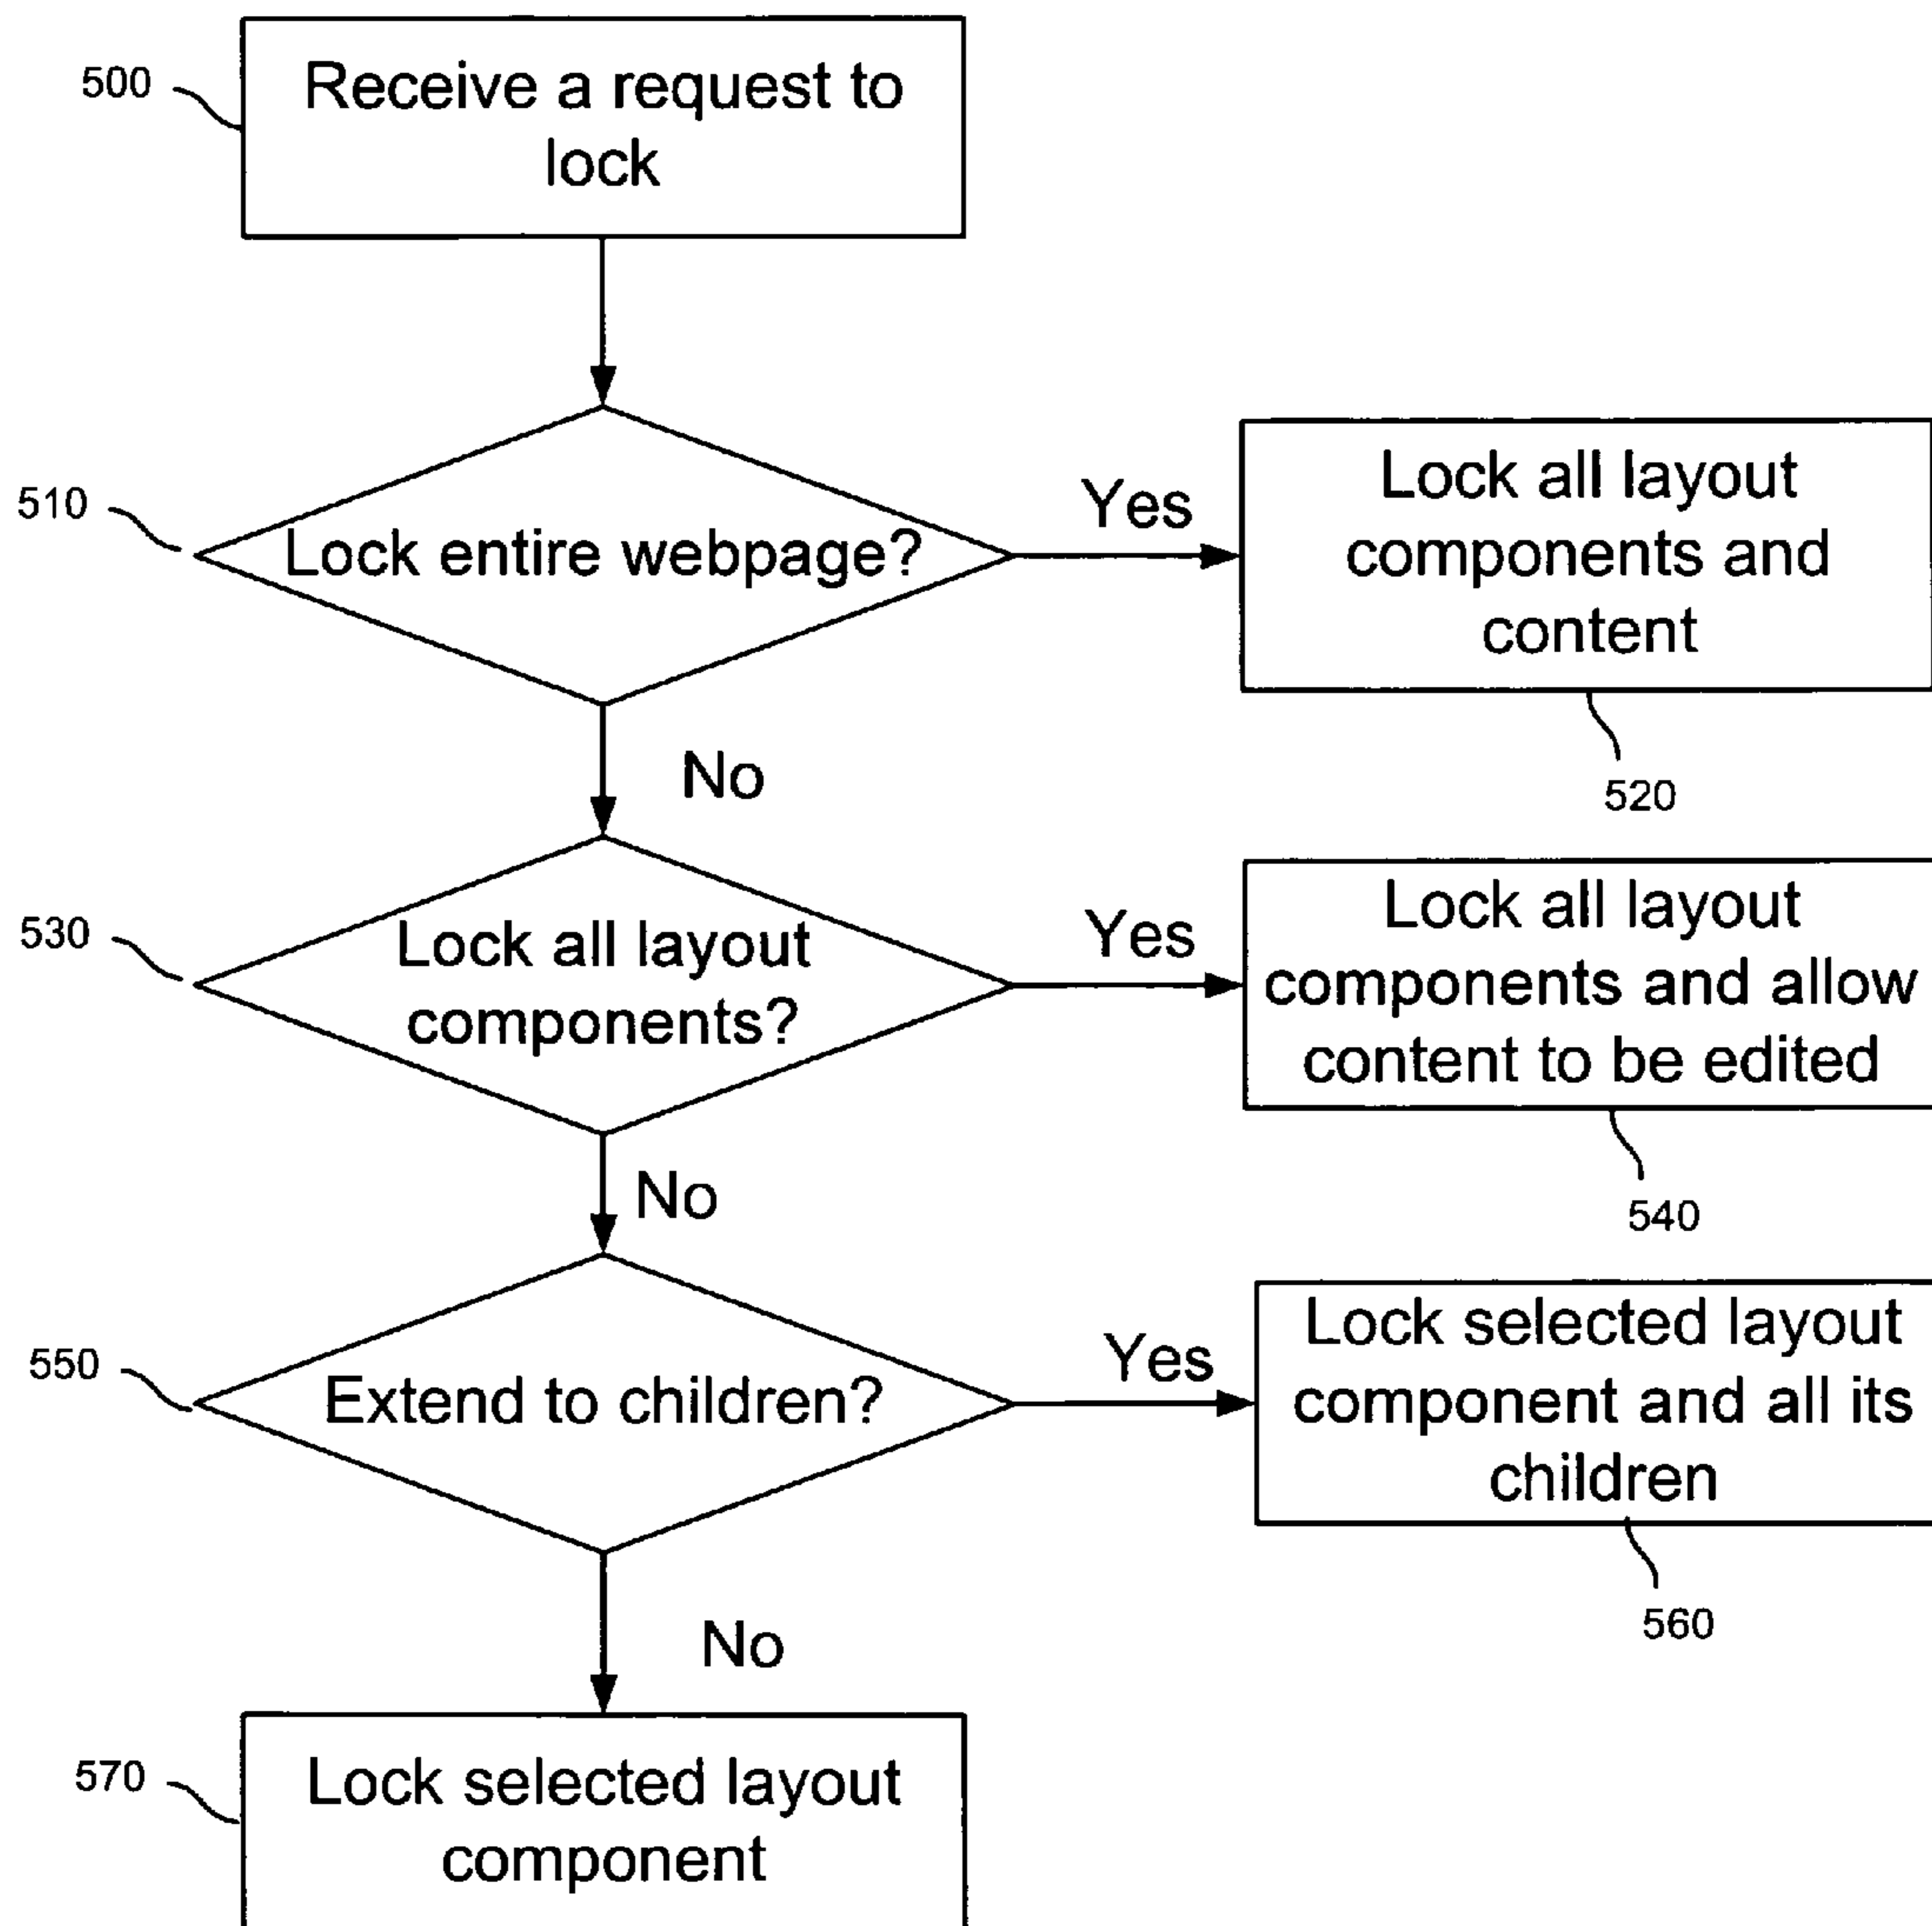 500
Receive a request to
lock
510
Lock entire webpage?
Yes
Lock all layout
components and
content
520
No
530
Lock all layout
components?
Yes
Lock all layout
components and allow
content to be edited
540
No
550
Extend to children?
Yes
Lock selected layout
component and all its
children
560
No
570
Lock selected layout
component